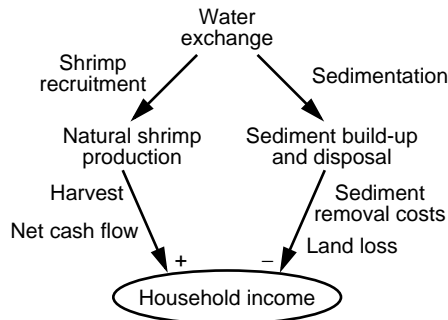 Water
exchange
Shrimp
recruitment
Sedimentation
Natural shrimp
production
Sediment build-up
and disposal
Harvest
Net cash flow
Sediment
removal costs
Land loss
+
–
Household income